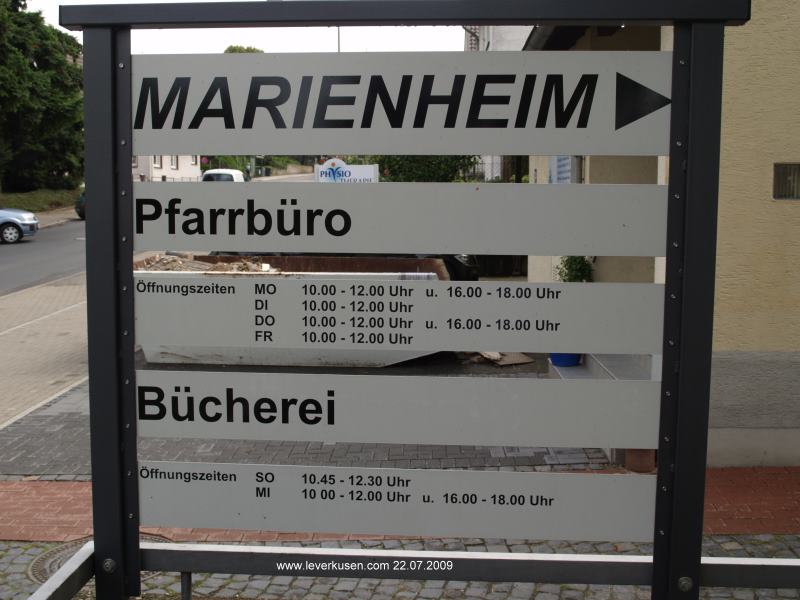 MARIENHEIM
PHYSIO
THERAPIE
Pfarrbüro
Öffnungszeiten MO 10.00 - 12.00 Uhr u. 16.00 - 18.00 Uhr
DI 10.00 - 12.00 Uhr
DO 10.00 - 12.00 Uhr u. 16.00 - 18.00 Uhr
FR 10.00 - 12.00 Uhr
Bücherei
Öffnungszeiten SO 10.45 - 12.30 Uhr
MI 10 00 - 12.00 Uhr u. 16.00 - 18.00 Uhr
www.leverkusen.com 22.07.2009